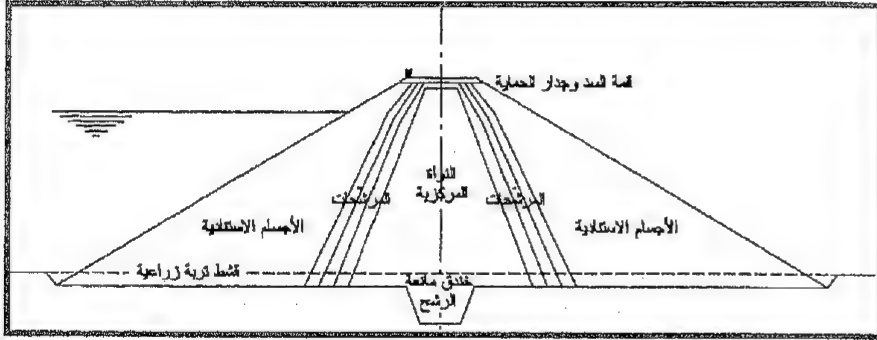 قمة السد وجدار الحماية
النواة
المركزية
المرشحات
المرشحات
الأجسام الاستنادية
الأجسام الاستنادية
قشط تربة زراعية
خندق مانعة
الرشح